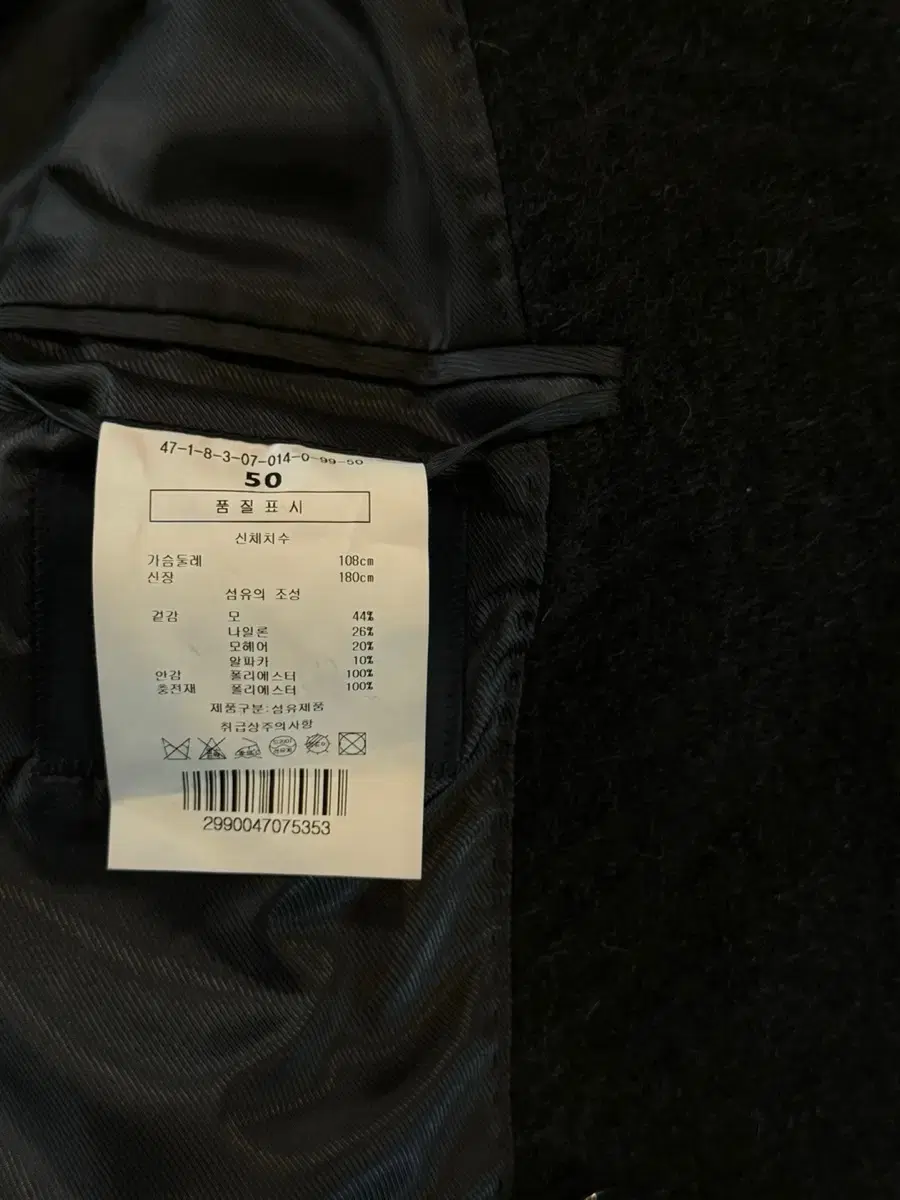 47-1-8-3-07-014-0-99-50
50
품 질 표 시
신체치수
가슴둘레 108cm
신장 180cm
섬유의 조성
겉감 모 44%
나일론 26%
모헤어 20%
알파카 10%
안감 폴리에스터 100%
충전재 폴리에스터 100%
제품구분:섬유제품
취급상주의사항
2990047075353